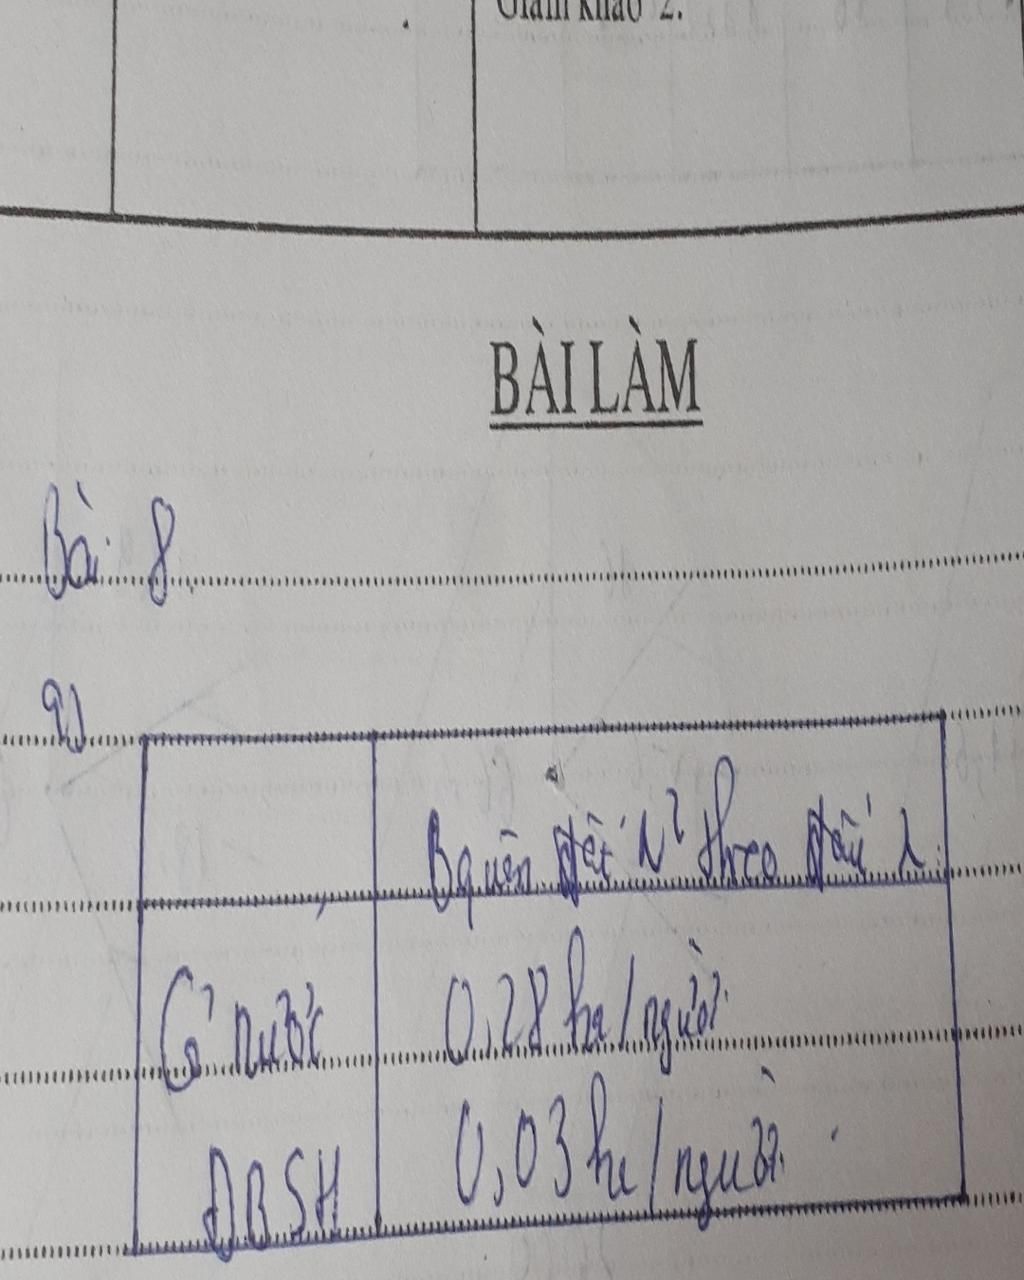 Giám khảo 2.
BÀI LÀM
Bài 8
a)
Bquân đất N² theo đầu
Cả nước 0,28 ha/người
ĐBSH 0,03 ha/người